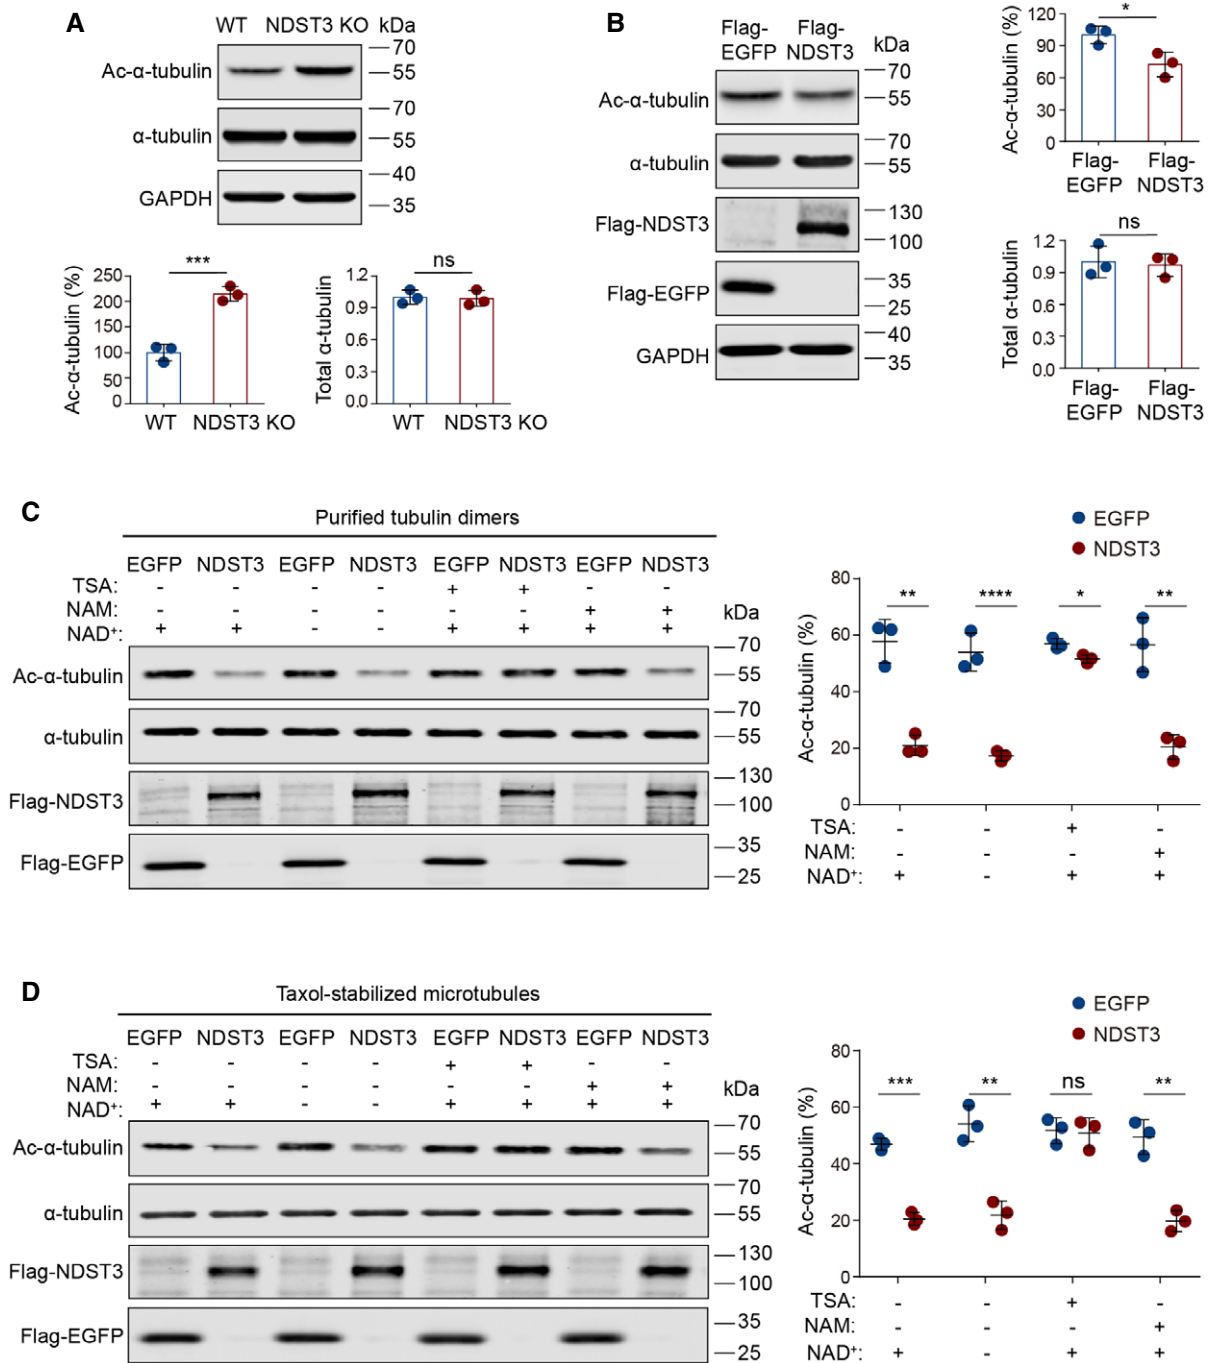 A
WT NDST3 KO kDa
Ac-α-tubulin
70
55
α-tubulin
70
55
GAPDH
40
35
Ac-α-tubulin (%)
250
200
150
100
50
0
***
WT NDST3 KO
Total α-tubulin
1.2
0.9
0.6
0.3
0.0
ns
WT NDST3 KO
B
Flag-EGFP Flag-NDST3 kDa
Ac-α-tubulin
70
55
α-tubulin
70
55
Flag-NDST3
130
100
Flag-EGFP
35
25
GAPDH
40
35
Ac-α-tubulin (%)
120
90
60
30
0
*
Flag-EGFP Flag-NDST3
Total α-tubulin
1.2
0.9
0.6
0.3
0.0
ns
Flag-EGFP Flag-NDST3
C
Purified tubulin dimers
EGFP NDST3 EGFP NDST3 EGFP NDST3 EGFP NDST3
TSA: - - - - + + - -
NAM: - - - - - - + +
NAD⁺: + + - - + + + +
kDa
Ac-α-tubulin
70
55
α-tubulin
70
55
Flag-NDST3
130
100
Flag-EGFP
35
25
EGFP
NDST3
Ac-α-tubulin (%)
80
60
40
20
0
** **** * **
TSA: - - + -
NAM: - - - +
NAD⁺: + - + +
D
Taxol-stabilized microtubules
EGFP NDST3 EGFP NDST3 EGFP NDST3 EGFP NDST3
TSA: - - - - + + - -
NAM: - - - - - - + +
NAD⁺: + + - - + + + +
kDa
Ac-α-tubulin
70
55
α-tubulin
70
55
Flag-NDST3
130
100
Flag-EGFP
35
25
EGFP
NDST3
Ac-α-tubulin (%)
80
60
40
20
0
*** ** ns **
TSA: - - + -
NAM: - - - +
NAD⁺: + - + +